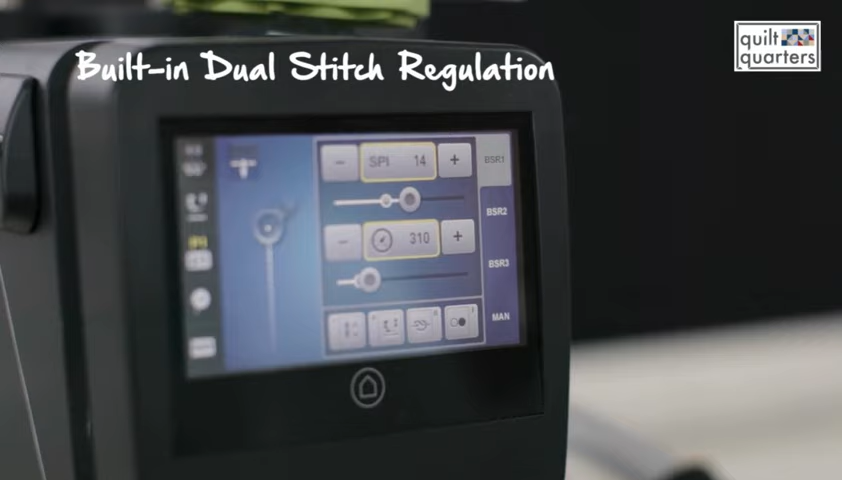 Built-in Dual Stitch Regulation
quilt
quarters
SPI 14
BSR1
BSR2
310
BSR3
MAN